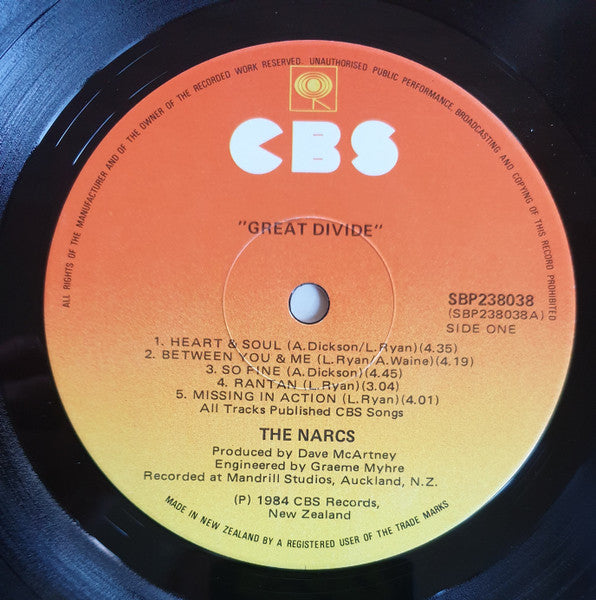 ALL RIGHTS OF THE MANUFACTURER AND OF THE OWNER OF THE RECORDED WORK RESERVED. UNAUTHORISED PUBLIC PERFORMANCE, BROADCASTING AND COPYING OF THIS RECORD PROHIBITED
CBS
"GREAT DIVIDE"
SBP238038
(SBP238038A)
SIDE ONE
1. HEART & SOUL (A.Dickson/L.Ryan)(4.35)
2. BETWEEN YOU & ME (L.Ryan/A.Waine)(4.19)
3. SO FINE (A.Dickson)(4.45)
4. RANTAN (L.Ryan)(3.04)
5. MISSING IN ACTION (L.Ryan)(4.01)
All Tracks Published CBS Songs
THE NARCS
Produced by Dave McArtney
Engineered by Graeme Myhre
Recorded at Mandrill Studios, Auckland, N.Z.
(P) 1984 CBS Records,
New Zealand
MADE IN NEW ZEALAND BY A REGISTERED USER OF THE TRADE MARKS